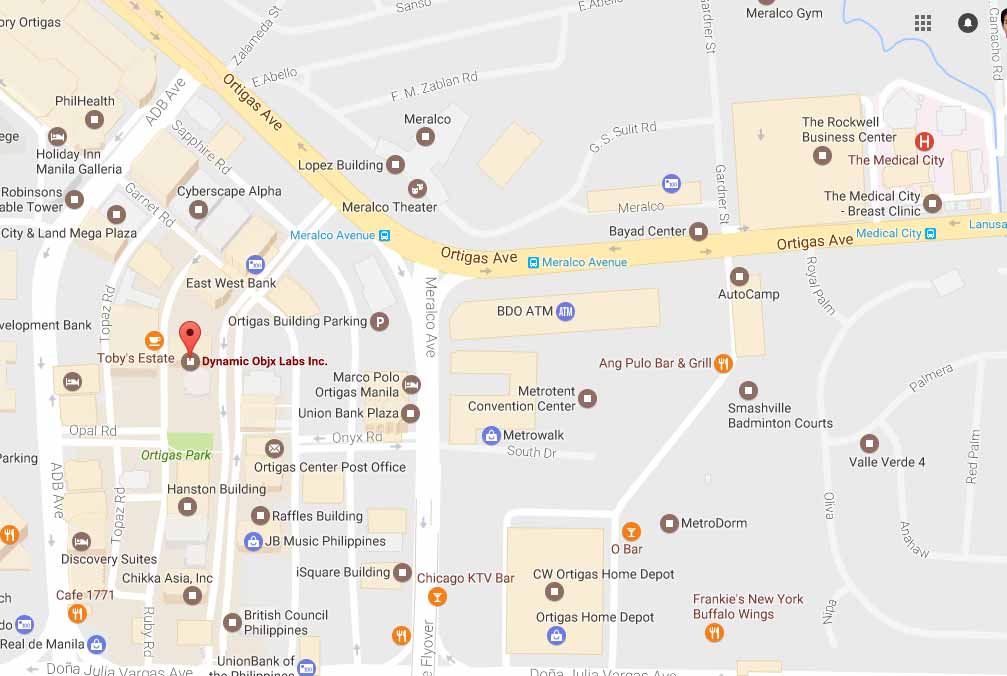 ory Ortigas
Zalameda St
Sanso
E.Abello
Gardner St
Meralco Gym
Camacho Rd
E.Abello
F. M. Zablan Rd
Ortigas Ave
ADB Ave
PhilHealth
Meralco
G.S. Sulit Rd
The Rockwell
Business Center
H
The Medical City
ege
Holiday Inn
Manila Galleria
Sapphire Rd
Lopez Building
Cyberscape Alpha
Meralco Theater
Gardner St
Meralco
The Medical City
- Breast Clinic
Robinsons
able Tower
Garnet Rd
City & Land Mega Plaza
Meralco Avenue
Bayad Center
Ortigas Ave
Medical City
Lanusa
Ortigas Ave
Meralco Avenue
East West Bank
AutoCamp
Royal Palm
Topaz Rd
Meralco Ave
BDO ATM
ATM
velopment Bank
Ortigas Building Parking
P
Toby's Estate
Dynamic Objx Labs Inc.
Ang Pulo Bar & Grill
Marco Polo
Ortigas Manila
Metrotent
Convention Center
Palmera
Union Bank Plaza
Smashville
Badminton Courts
Opal Rd
Onyx Rd
Metrowalk
South Dr
Ortigas Park
Parking
Ortigas Center Post Office
Valle Verde 4
Red Palm
ADB Ave
Topaz Rd
Hanston Building
Oliva
Raffles Building
MetroDorm
JB Music Philippines
O Bar
Anahaw
Discovery Suites
Chikka Asia, Inc
iSquare Building
Chicago KTV Bar
CW Ortigas Home Depot
ch
Cafe 1771
Ruby Rd
British Council
Philippines
Ortigas Home Depot
Frankie's New York
Buffalo Wings
Nipa
do
Real de Manila
e Flyover
UnionBank of
the Philippines
Doña Julia Vargas Ave
Doña Julia Vargas Ave